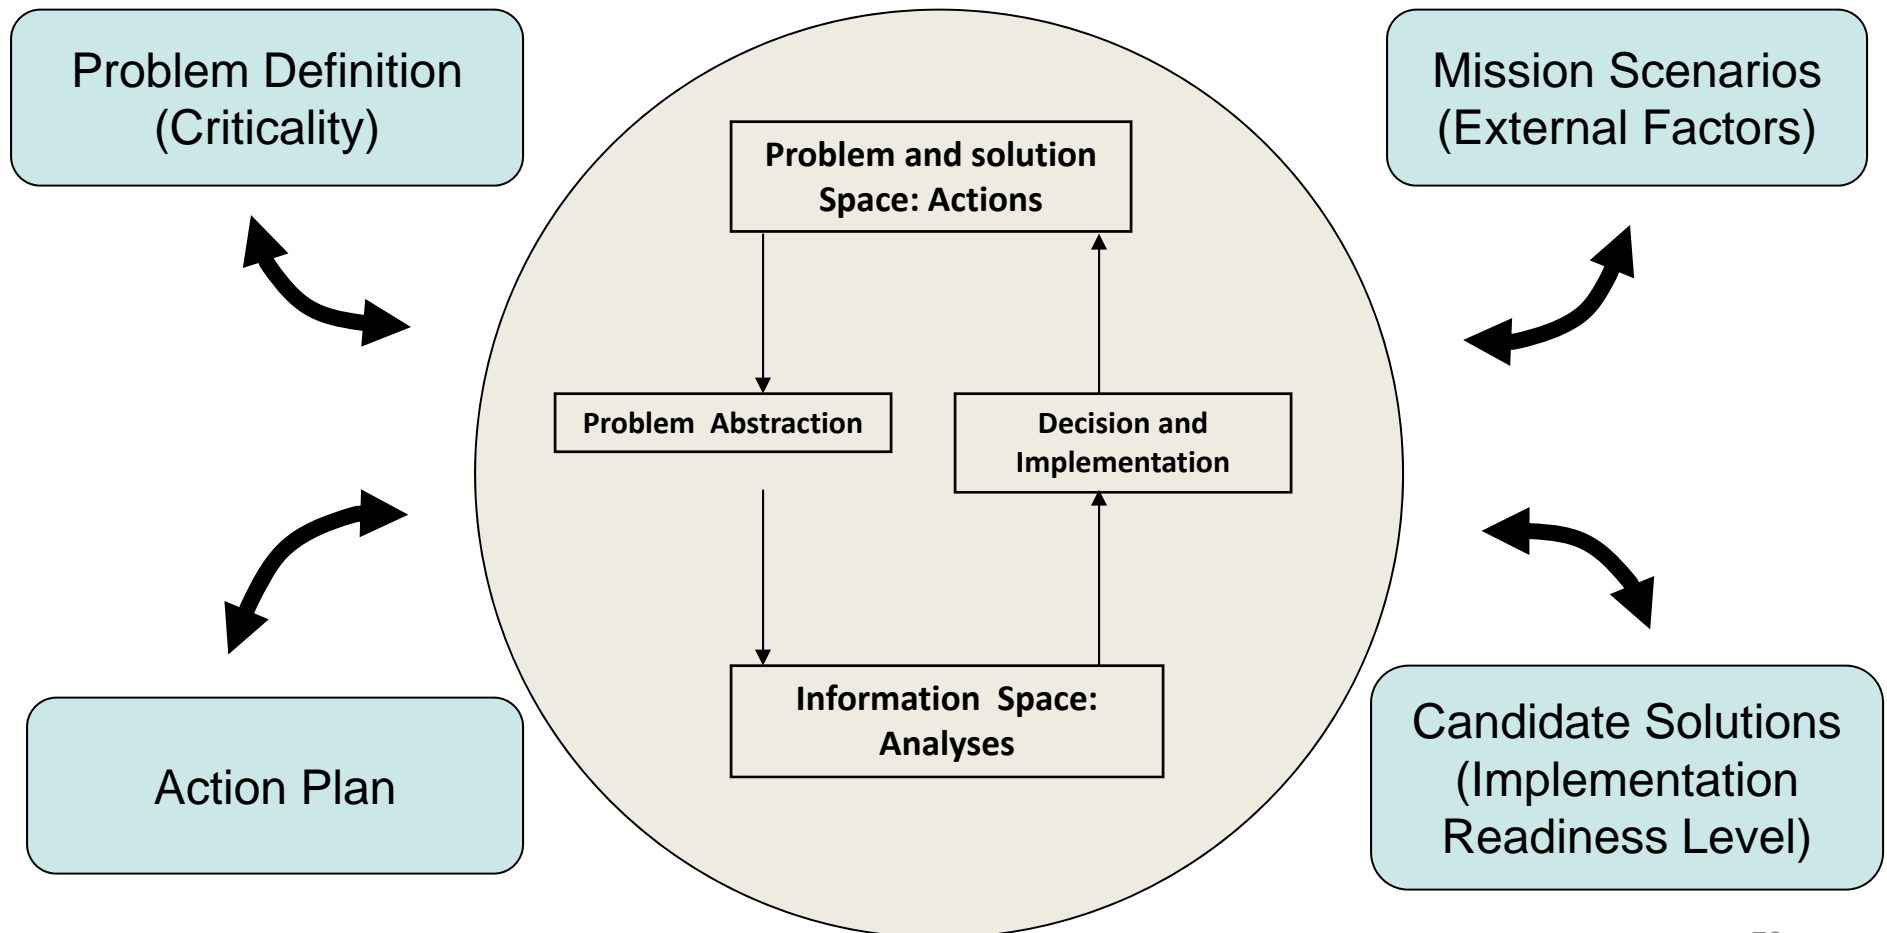 Problem Definition
(Criticality)
Mission Scenarios
(External Factors)
Problem and solution
Space: Actions
Problem  Abstraction
Decision and
Implementation
Information  Space:
Analyses
Action Plan
Candidate Solutions
(Implementation
Readiness Level)